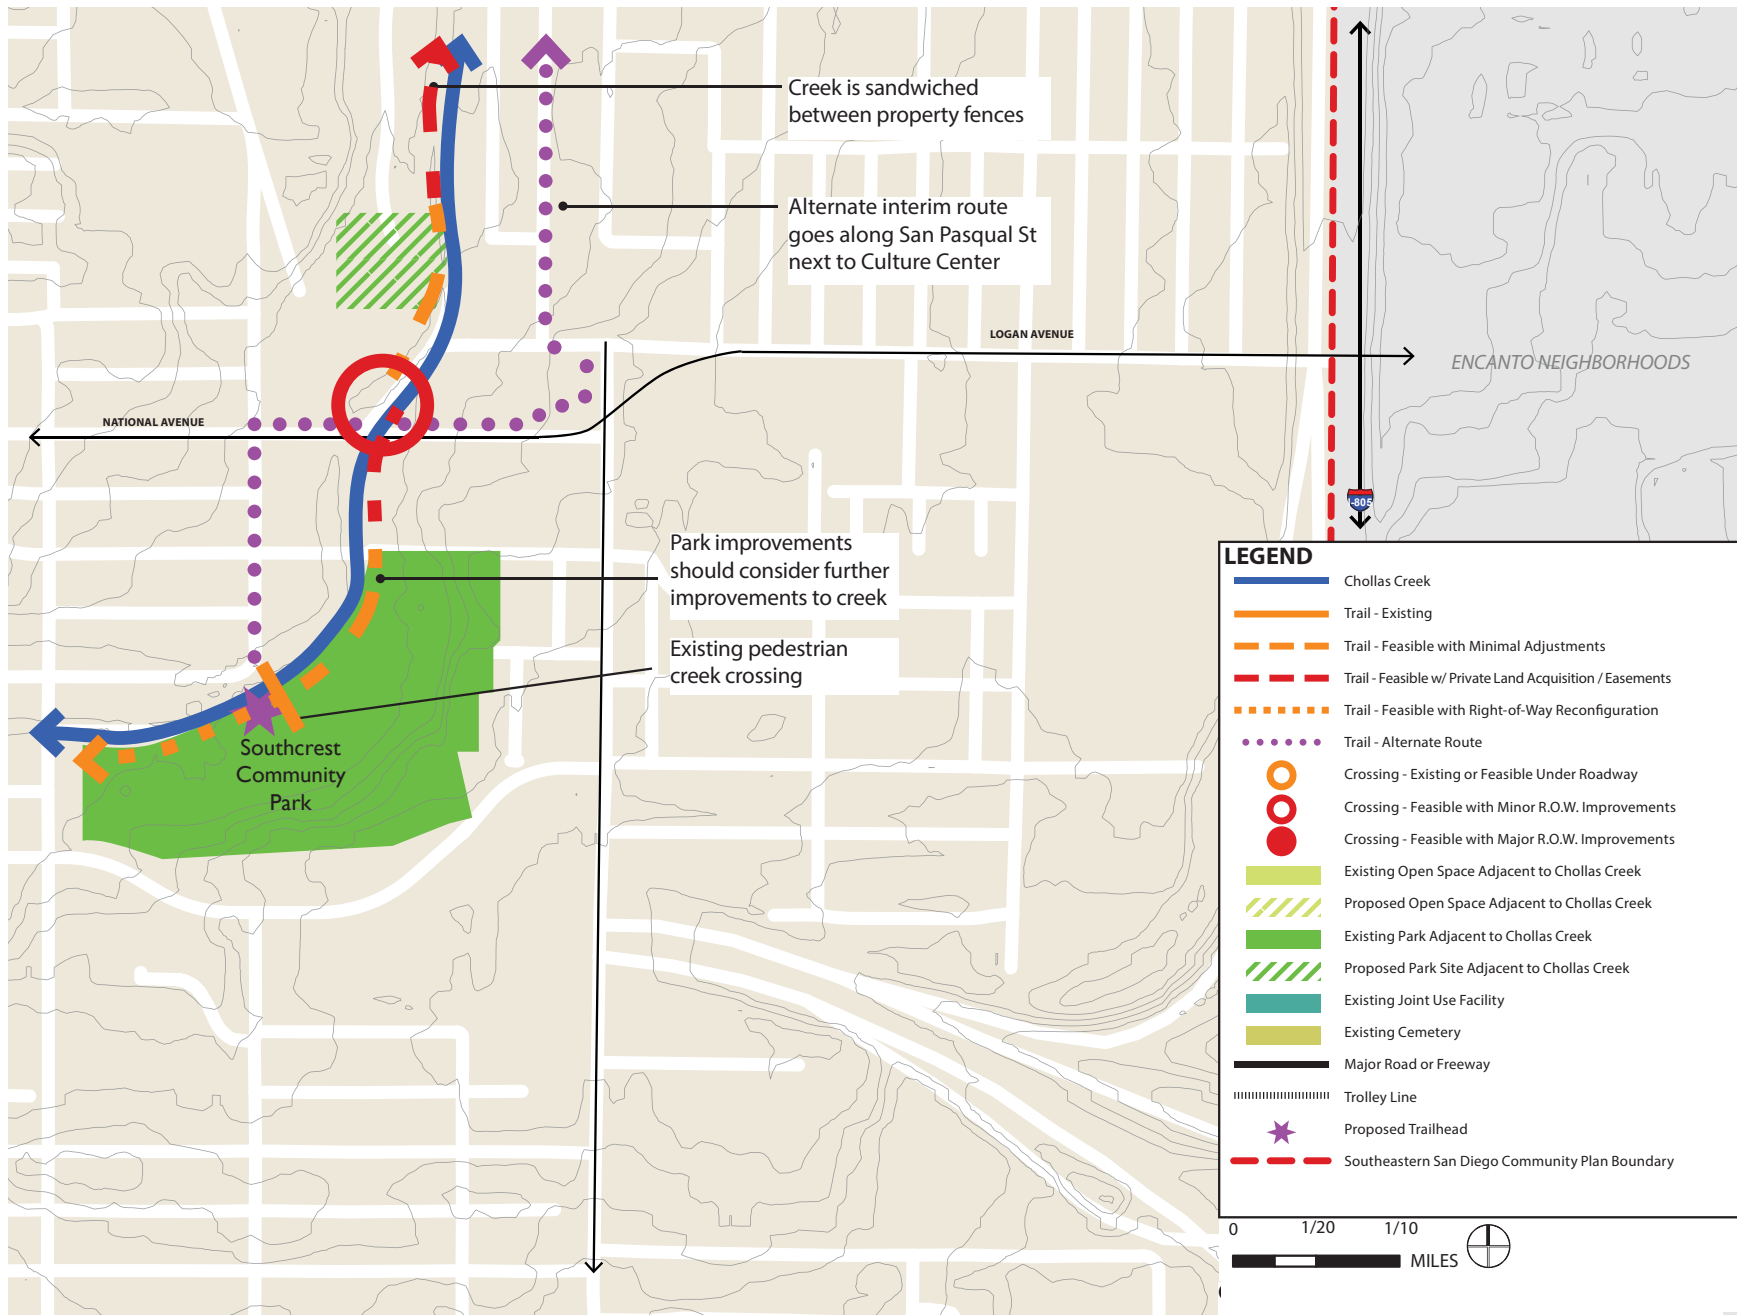 Creek is sandwiched
between property fences
Alternate interim route
goes along San Pasqual St
next to Culture Center
LOGAN AVENUE
ENCANTO NEIGHBORHOODS
NATIONAL AVENUE
I-805
Park improvements
should consider further
improvements to creek
Existing pedestrian
creek crossing
Southcrest
Community
Park
LEGEND
Chollas Creek
Trail - Existing
Trail - Feasible with Minimal Adjustments
Trail - Feasible w/ Private Land Acquisition / Easements
Trail - Feasible with Right-of-Way Reconfiguration
Trail - Alternate Route
Crossing - Existing or Feasible Under Roadway
Crossing - Feasible with Minor R.O.W. Improvements
Crossing - Feasible with Major R.O.W. Improvements
Existing Open Space Adjacent to Chollas Creek
Proposed Open Space Adjacent to Chollas Creek
Existing Park Adjacent to Chollas Creek
Proposed Park Site Adjacent to Chollas Creek
Existing Joint Use Facility
Existing Cemetery
Major Road or Freeway
Trolley Line
Proposed Trailhead
Southeastern San Diego Community Plan Boundary
0 1/20 1/10
MILES